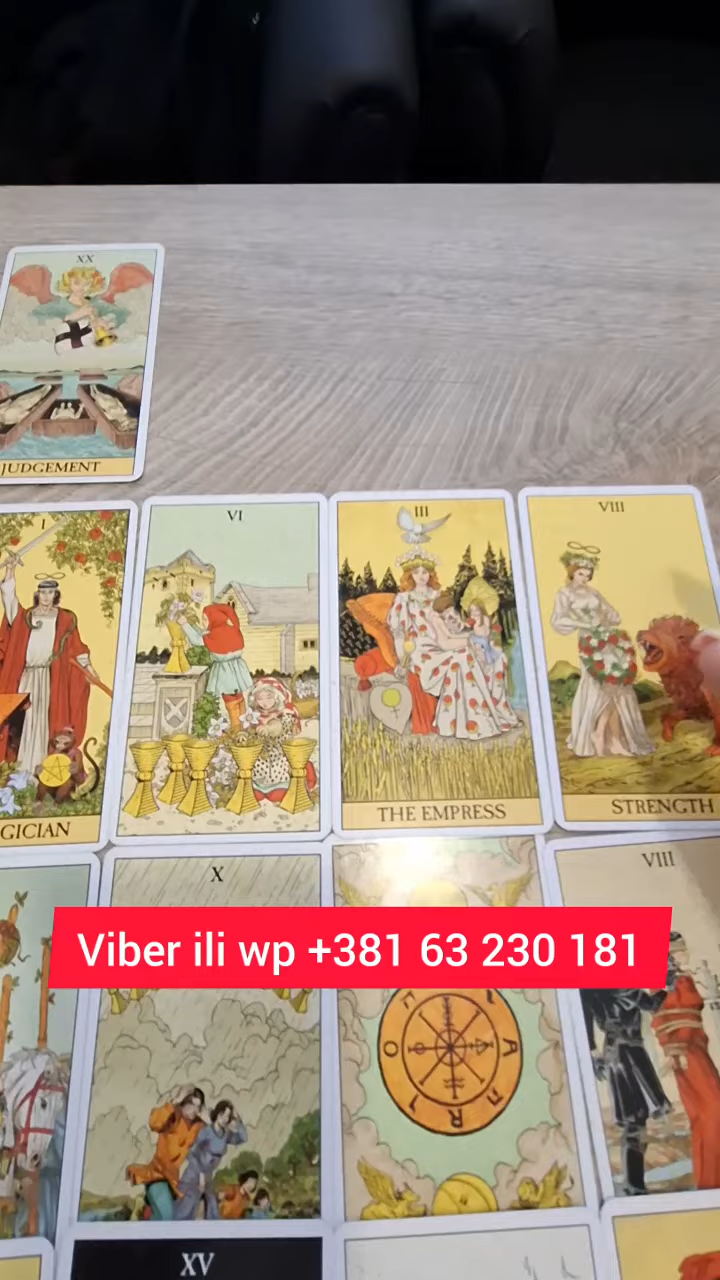 XX
JUDGEMENT
I
VI
III
VIII
GICIAN
THE EMPRESS
STRENGTH
X
VIII
Viber ili wp +381 63 230 181
XV